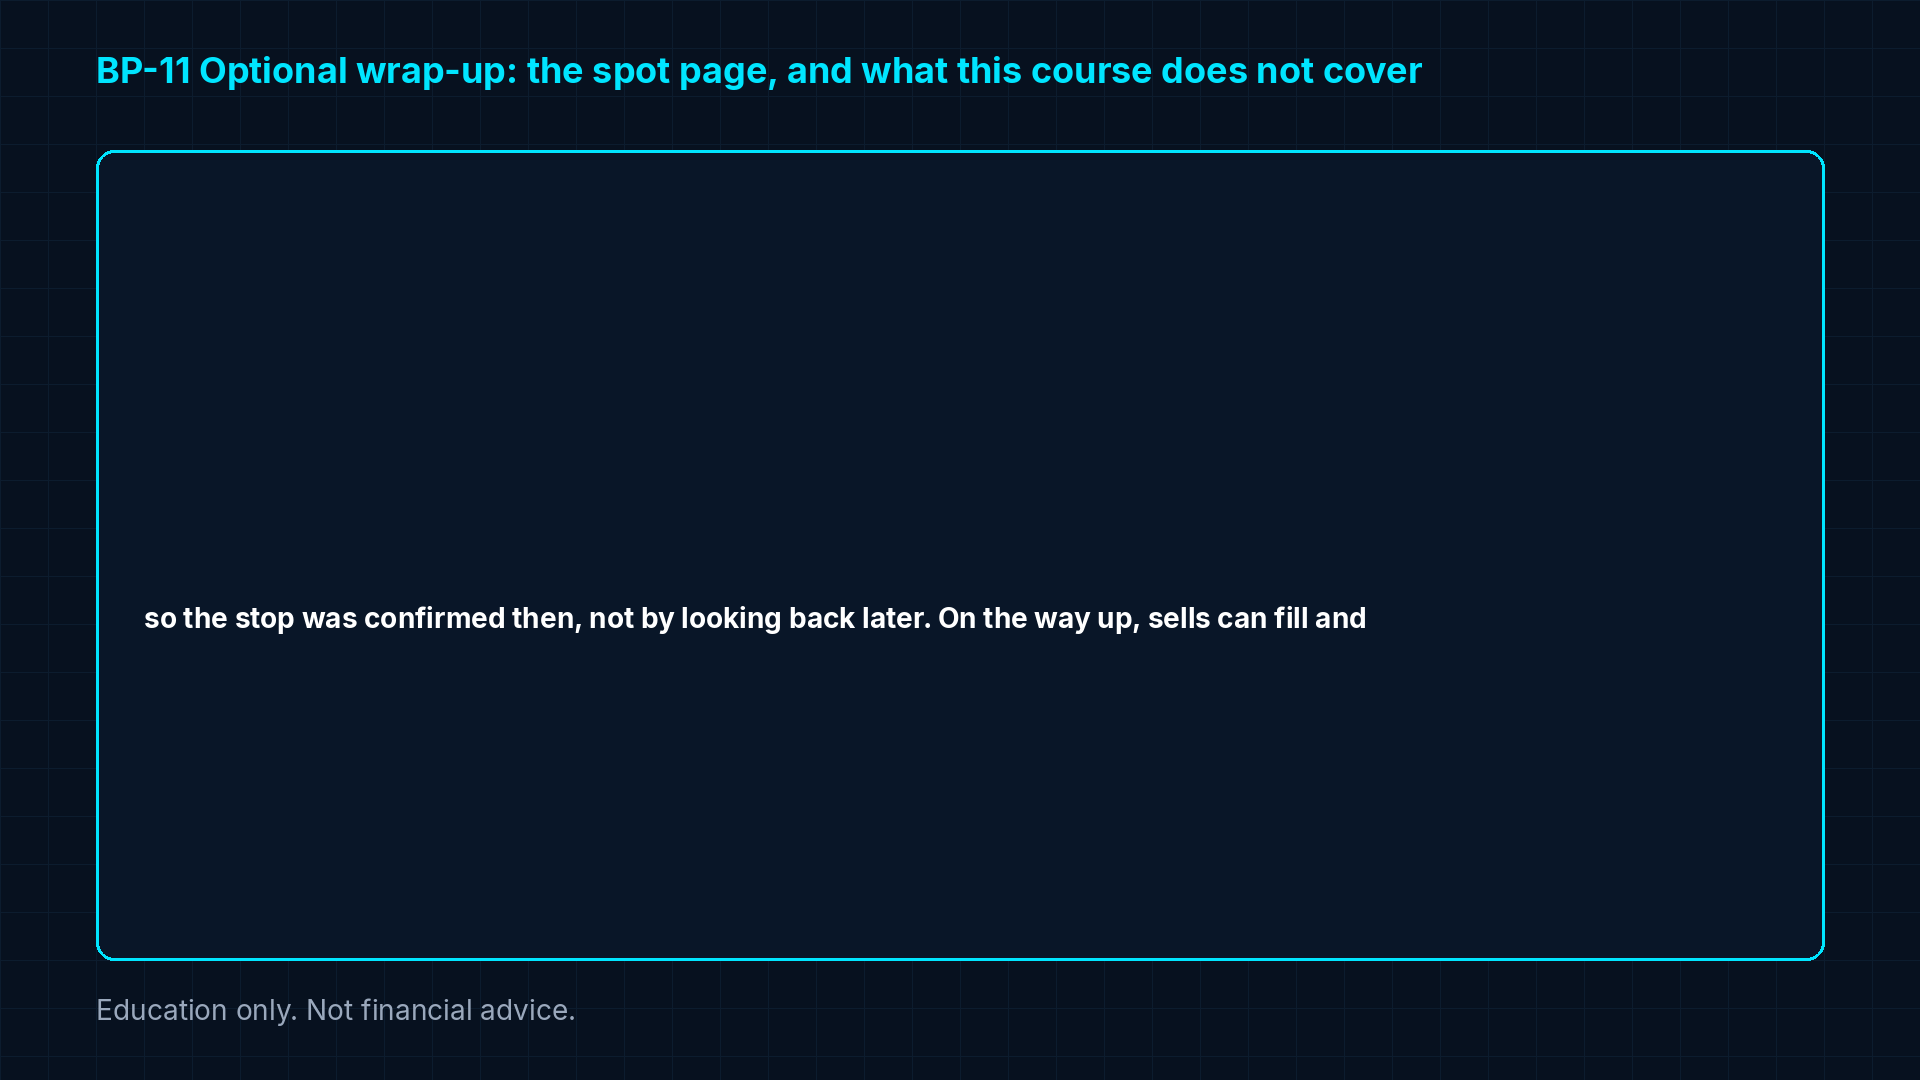 BP-11 Optional wrap-up: the spot page, and what this course does not cover
so the stop was confirmed then, not by looking back later. On the way up, sells can fill and
Education only. Not financial advice.